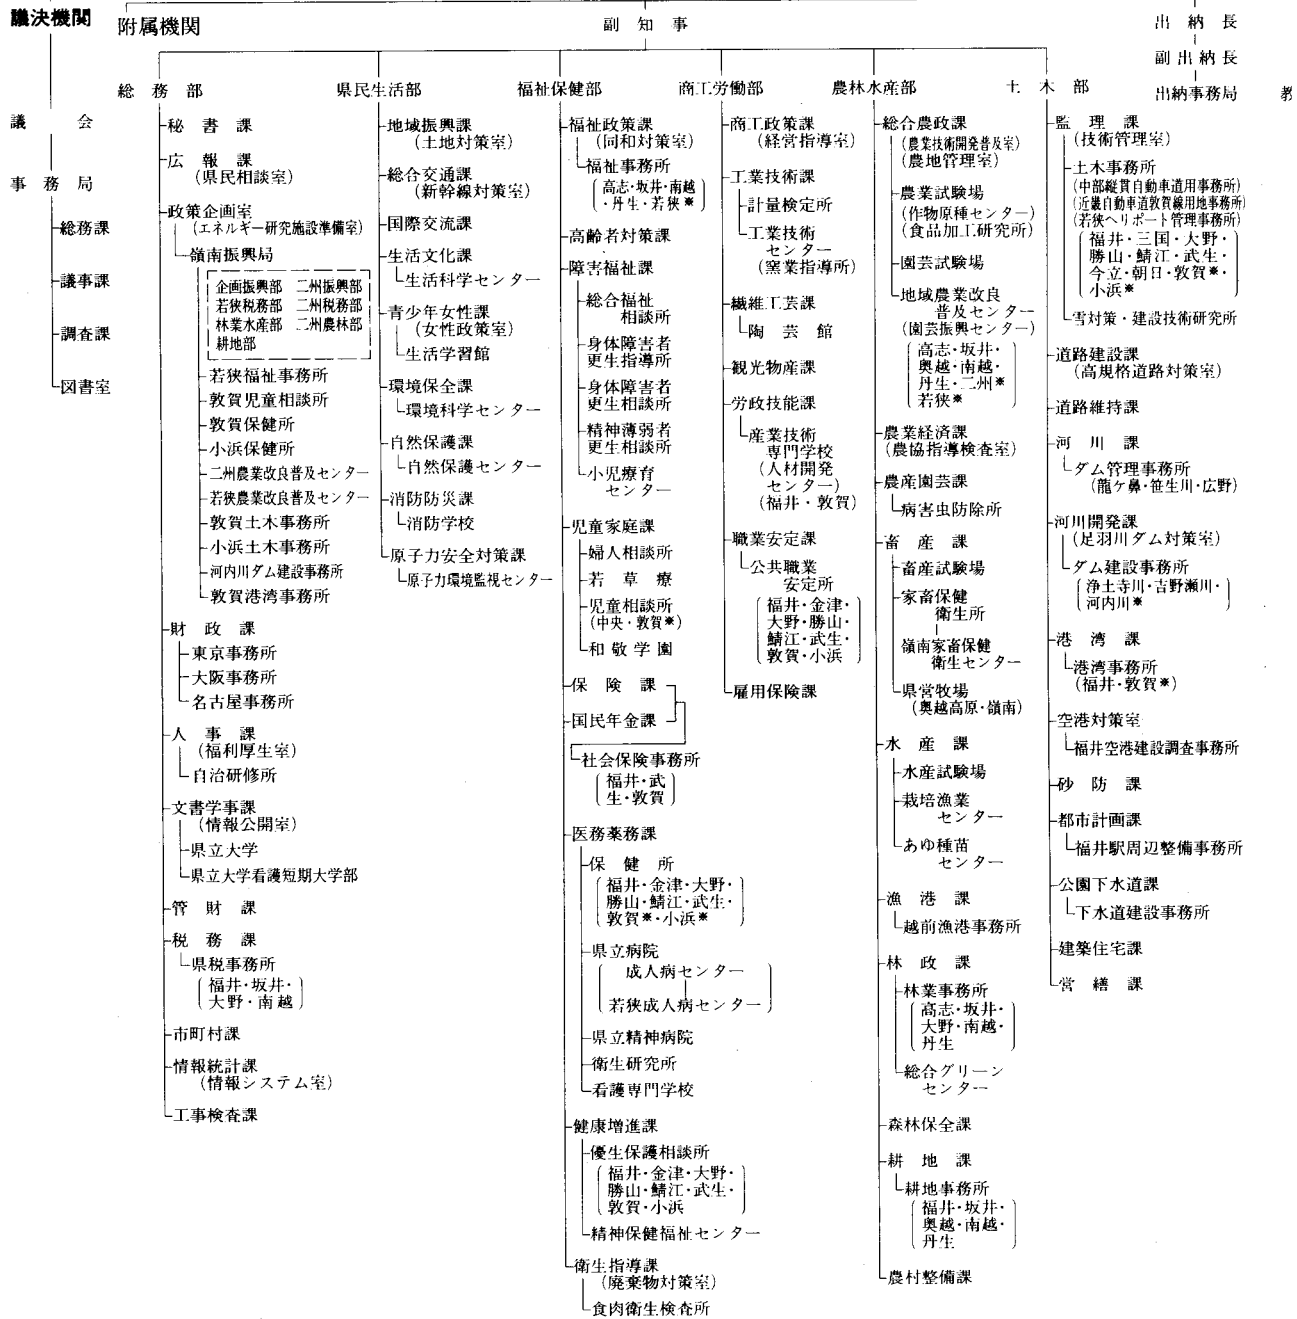 議決機関
附属機関
副知事
出納長
副出納長
出納事務局
教
議会
事務局
総務課
議事課
調査課
図書室
総務部
秘書課
広報課
(県民相談室)
政策企画室
(エネルギー研究施設準備室)
嶺南振興局
企画振興部 二州振興部
若狭税務部 二州税務部
林業水産部 二州農林部
耕地部
若狭福祉事務所
敦賀児童相談所
敦賀保健所
小浜保健所
二州農業改良普及センター
若狭農業改良普及センター
敦賀土木事務所
小浜土木事務所
河内川ダム建設事務所
敦賀港湾事務所
財政課
東京事務所
大阪事務所
名古屋事務所
人事課
(福利厚生室)
自治研修所
文書学事課
(情報公開室)
県立大学
県立大学看護短期大学部
管財課
税務課
県税事務所
福井・坂井・
大野・南越
市町村課
情報統計課
(情報システム室)
工事検査課
県民生活部
地域振興課
(土地対策室)
総合交通課
(新幹線対策室)
国際交流課
生活文化課
生活科学センター
青少年女性課
(女性政策室)
生活学習館
環境保全課
環境科学センター
自然保護課
自然保護センター
消防防災課
消防学校
原子力安全対策課
原子力環境監視センター
福祉保健部
福祉政策課
(同和対策室)
福祉事務所
高志・坂井・南越
・丹生・若狭※
高齢者対策課
障害福祉課
総合福祉
相談所
身体障害者
更生指導所
身体障害者
更生相談所
精神薄弱者
更生相談所
小児療育
センター
児童家庭課
婦人相談所
若草寮
児童相談所
(中央・敦賀※)
和敬学園
保険課
国民年金課
社会保険事務所
福井・武
生・敦賀
医務薬務課
保健所
福井・金津・大野・
勝山・鯖江・武生・
敦賀※・小浜※
県立病院
成人病センター
若狭成人病センター
県立精神病院
衛生研究所
看護専門学校
健康増進課
優生保護相談所
福井・金津・大野・
勝山・鯖江・武生・
敦賀・小浜
精神保健福祉センター
衛生指導課
(廃棄物対策室)
食肉衛生検査所
商工労働部
商工政策課
(経営指導室)
工業技術課
計量検定所
工業技術
センター
(窯業指導所)
繊維工芸課
陶芸館
観光物産課
労政技能課
産業技術
専門学校
(人材開発
センター)
(福井・敦賀)
職業安定課
公共職業
安定所
福井・金津・
大野・勝山・
鯖江・武生・
敦賀・小浜
雇用保険課
農林水産部
総合農政課
(農業技術開発普及室)
(農地管理室)
農業試験場
(作物原種センター)
(食品加工研究所)
園芸試験場
地域農業改良
普及センター
(園芸振興センター)
高志・坂井・
奥越・南越・
丹生・二州※
若狭※
農業経済課
(農協指導検査室)
農産園芸課
病害虫防除所
畜産課
畜産試験場
家畜保健
衛生所
嶺南家畜保健
衛生センター
県営牧場
(奥越高原・嶺南)
水産課
水産試験場
栽培漁業
センター
あゆ種苗
センター
漁港課
越前漁港事務所
林政課
林業事務所
高志・坂井・
大野・南越・
丹生
総合グリーン
センター
森林保全課
耕地課
耕地事務所
福井・坂井・
奥越・南越・
丹生
農村整備課
土木部
監理課
(技術管理室)
土木事務所
(中部縦貫自動車道用事務所)
(近畿自動車道敦賀線用地事務所)
(若狭ヘリポート管理事務所)
福井・三国・大野・
勝山・鯖江・武生・
今立・朝日・敦賀※・
小浜※
雪対策・建設技術研究所
道路建設課
(高規格道路対策室)
道路維持課
河川課
ダム管理事務所
(龍ケ鼻・笹生川・広野)
河川開発課
(足羽川ダム対策室)
ダム建設事務所
浄土寺川・吉野瀬川・
河内川※
港湾課
港湾事務所
(福井・敦賀※)
空港対策室
福井空港建設調査事務所
砂防課
都市計画課
福井駅周辺整備事務所
公園下水道課
下水道建設事務所
建築住宅課
営繕課